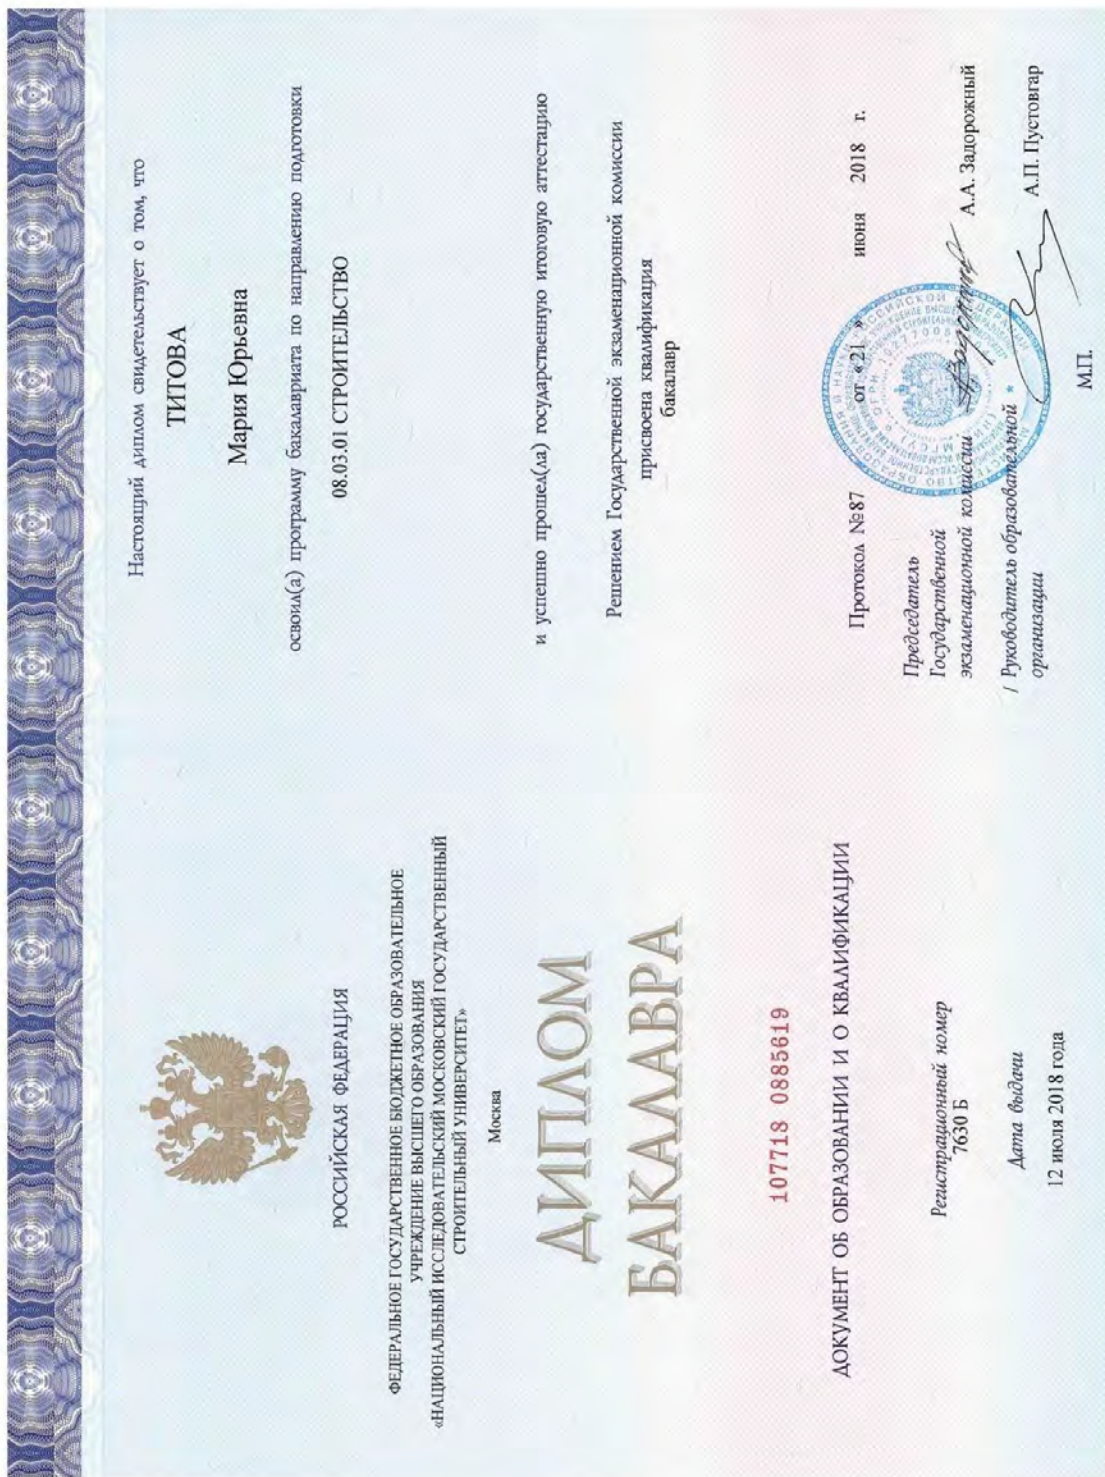 РОССИЙСКАЯ ФЕДЕРАЦИЯ
ФЕДЕРАЛЬНОЕ ГОСУДАРСТВЕННОЕ БЮДЖЕТНОЕ ОБРАЗОВАТЕЛЬНОЕ
УЧРЕЖДЕНИЕ ВЫСШЕГО ОБРАЗОВАНИЯ
«НАЦИОНАЛЬНЫЙ ИССЛЕДОВАТЕЛЬСКИЙ МОСКОВСКИЙ ГОСУДАРСТВЕННЫЙ
СТРОИТЕЛЬНЫЙ УНИВЕРСИТЕТ»
Москва
ДИПЛОМ
БАКАЛАВРА
107718 0885619
ДОКУМЕНТ ОБ ОБРАЗОВАНИИ И О КВАЛИФИКАЦИИ
Регистрационный номер
7630 Б
Дата выдачи
12 июля 2018 года
Настоящий диплом свидетельствует о том, что
ТИТОВА
Мария Юрьевна
освоил(а) программу бакалавриата по направлению подготовки
08.03.01 СТРОИТЕЛЬСТВО
и успешно прошел(ла) государственную итоговую аттестацию
Решением Государственной экзаменационной комиссии
присвоена квалификация
бакалавр
Протокол №87 от «21» июня 2018 г.
Председатель
Государственной
экзаменационной комиссии А.А. Задорожный
/ Руководитель образовательной А.П. Пустовгар
организации
М.П.